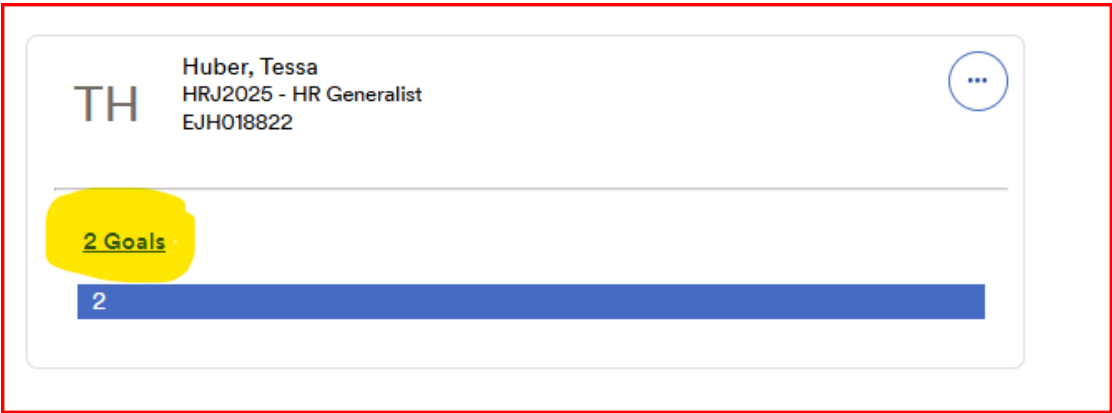 TH
Huber, Tessa
HRJ2025 - HR Generalist
EJH018822
...
2 Goals
2